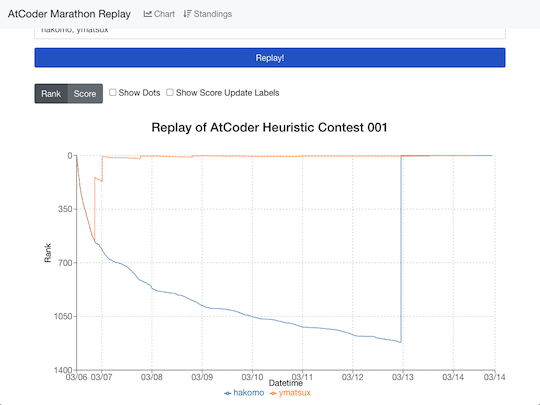 AtCoder Marathon Replay Chart Standings
hakomo, ymatsux
Replay!
Rank Score Show Dots Show Score Update Labels
Replay of AtCoder Heuristic Contest 001
0
350
700
1050
1400
Rank
03/06 03/07 03/08 03/09 03/10 03/11 03/12 03/13 03/14 03/14
Datetime
hakomo ymatsux